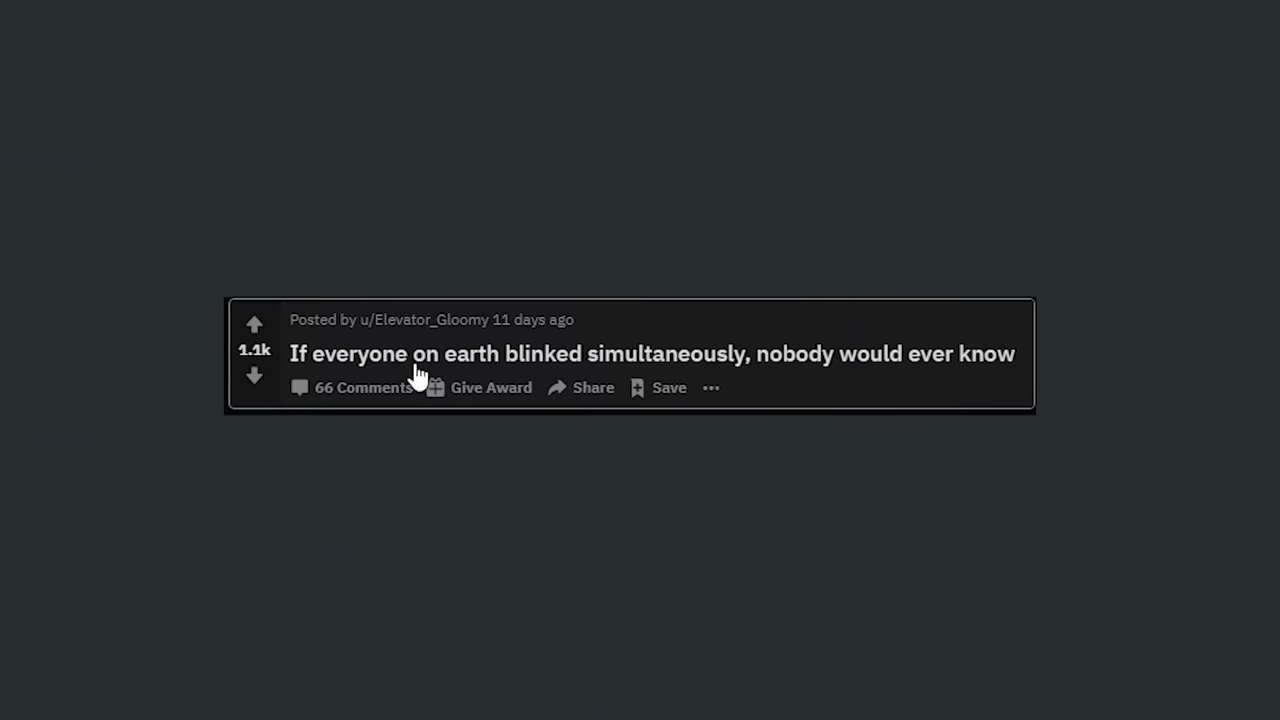 Posted by u/Elevator_Gloomy 11 days ago
1.1k
If everyone on earth blinked simultaneously, nobody would ever know
66 Comments Give Award Share Save ...